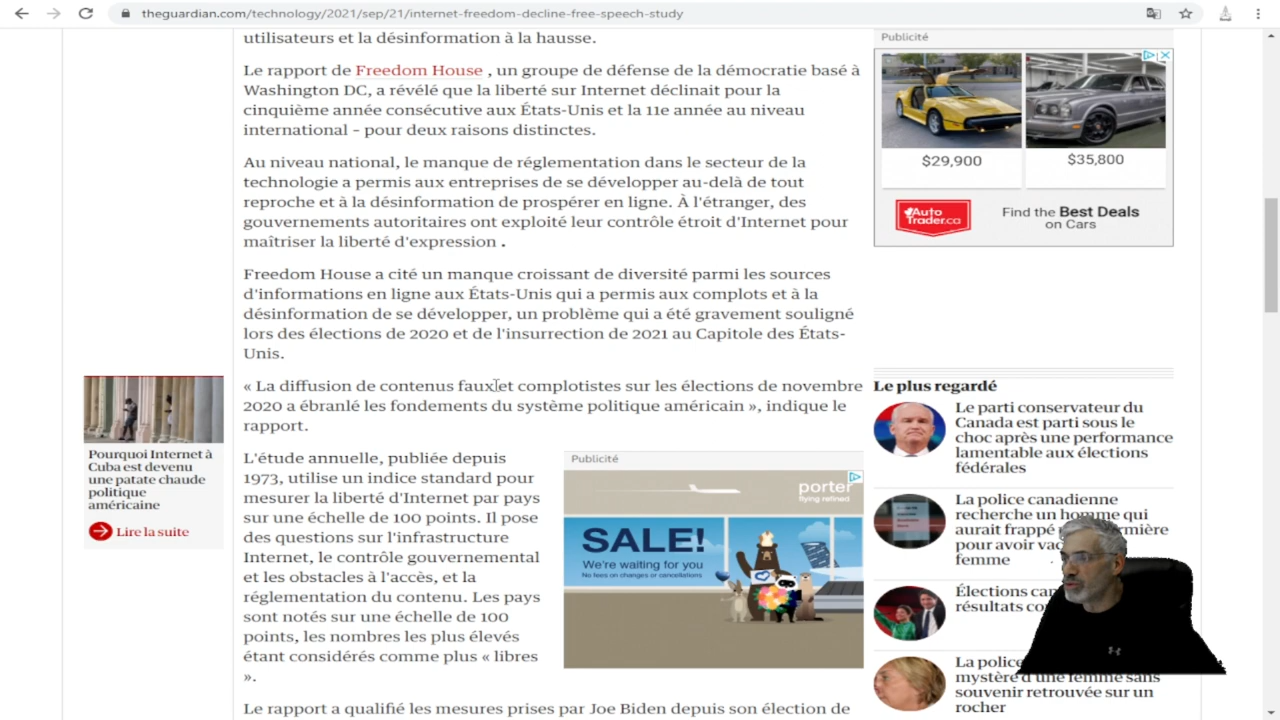 theguardian.com/technology/2021/sep/21/internet-freedom-decline-free-speech-study
utilisateurs et la désinformation à la hausse.
Le rapport de Freedom House , un groupe de défense de la démocratie basé à
Washington DC, a révélé que la liberté sur Internet déclinait pour la
cinquième année consécutive aux États-Unis et la 11e année au niveau
international – pour deux raisons distinctes.
Au niveau national, le manque de réglementation dans le secteur de la
technologie a permis aux entreprises de se développer au-delà de tout
reproche et à la désinformation de prospérer en ligne. À l'étranger, des
gouvernements autoritaires ont exploité leur contrôle étroit d'Internet pour
maîtriser la liberté d'expression .
Freedom House a cité un manque croissant de diversité parmi les sources
d'informations en ligne aux États-Unis qui a permis aux complots et à la
désinformation de se développer, un problème qui a été gravement souligné
lors des élections de 2020 et de l'insurrection de 2021 au Capitole des États-
Unis.
« La diffusion de contenus faux et complotistes sur les élections de novembre
2020 a ébranlé les fondements du système politique américain », indique le
rapport.
L'étude annuelle, publiée depuis
1973, utilise un indice standard pour
mesurer la liberté d'Internet par pays
sur une échelle de 100 points. Il pose
des questions sur l'infrastructure
Internet, le contrôle gouvernemental
et les obstacles à l'accès, et la
réglementation du contenu. Les pays
sont notés sur une échelle de 100
points, les nombres les plus élevés
étant considérés comme plus « libres
».
Le rapport a qualifié les mesures prises par Joe Biden depuis son élection de
Pourquoi Internet à
Cuba est devenu
une patate chaude
politique
américaine
Lire la suite
Publicité
porter
flying refined
SALE!
We're waiting for you
No fees on changes or cancellations
Publicité
$29,900
$35,800
AutoTrader.ca
Find the Best Deals
on Cars
Le plus regardé
Le parti conservateur du
Canada est parti sous le
choc après une performance
lamentable aux élections
fédérales
La police canadienne
recherche un homme qui
aurait frappé
pour avoir
femme
Élections
résultats
La police
mystère d'une femme sans
souvenir retrouvée sur un
rocher